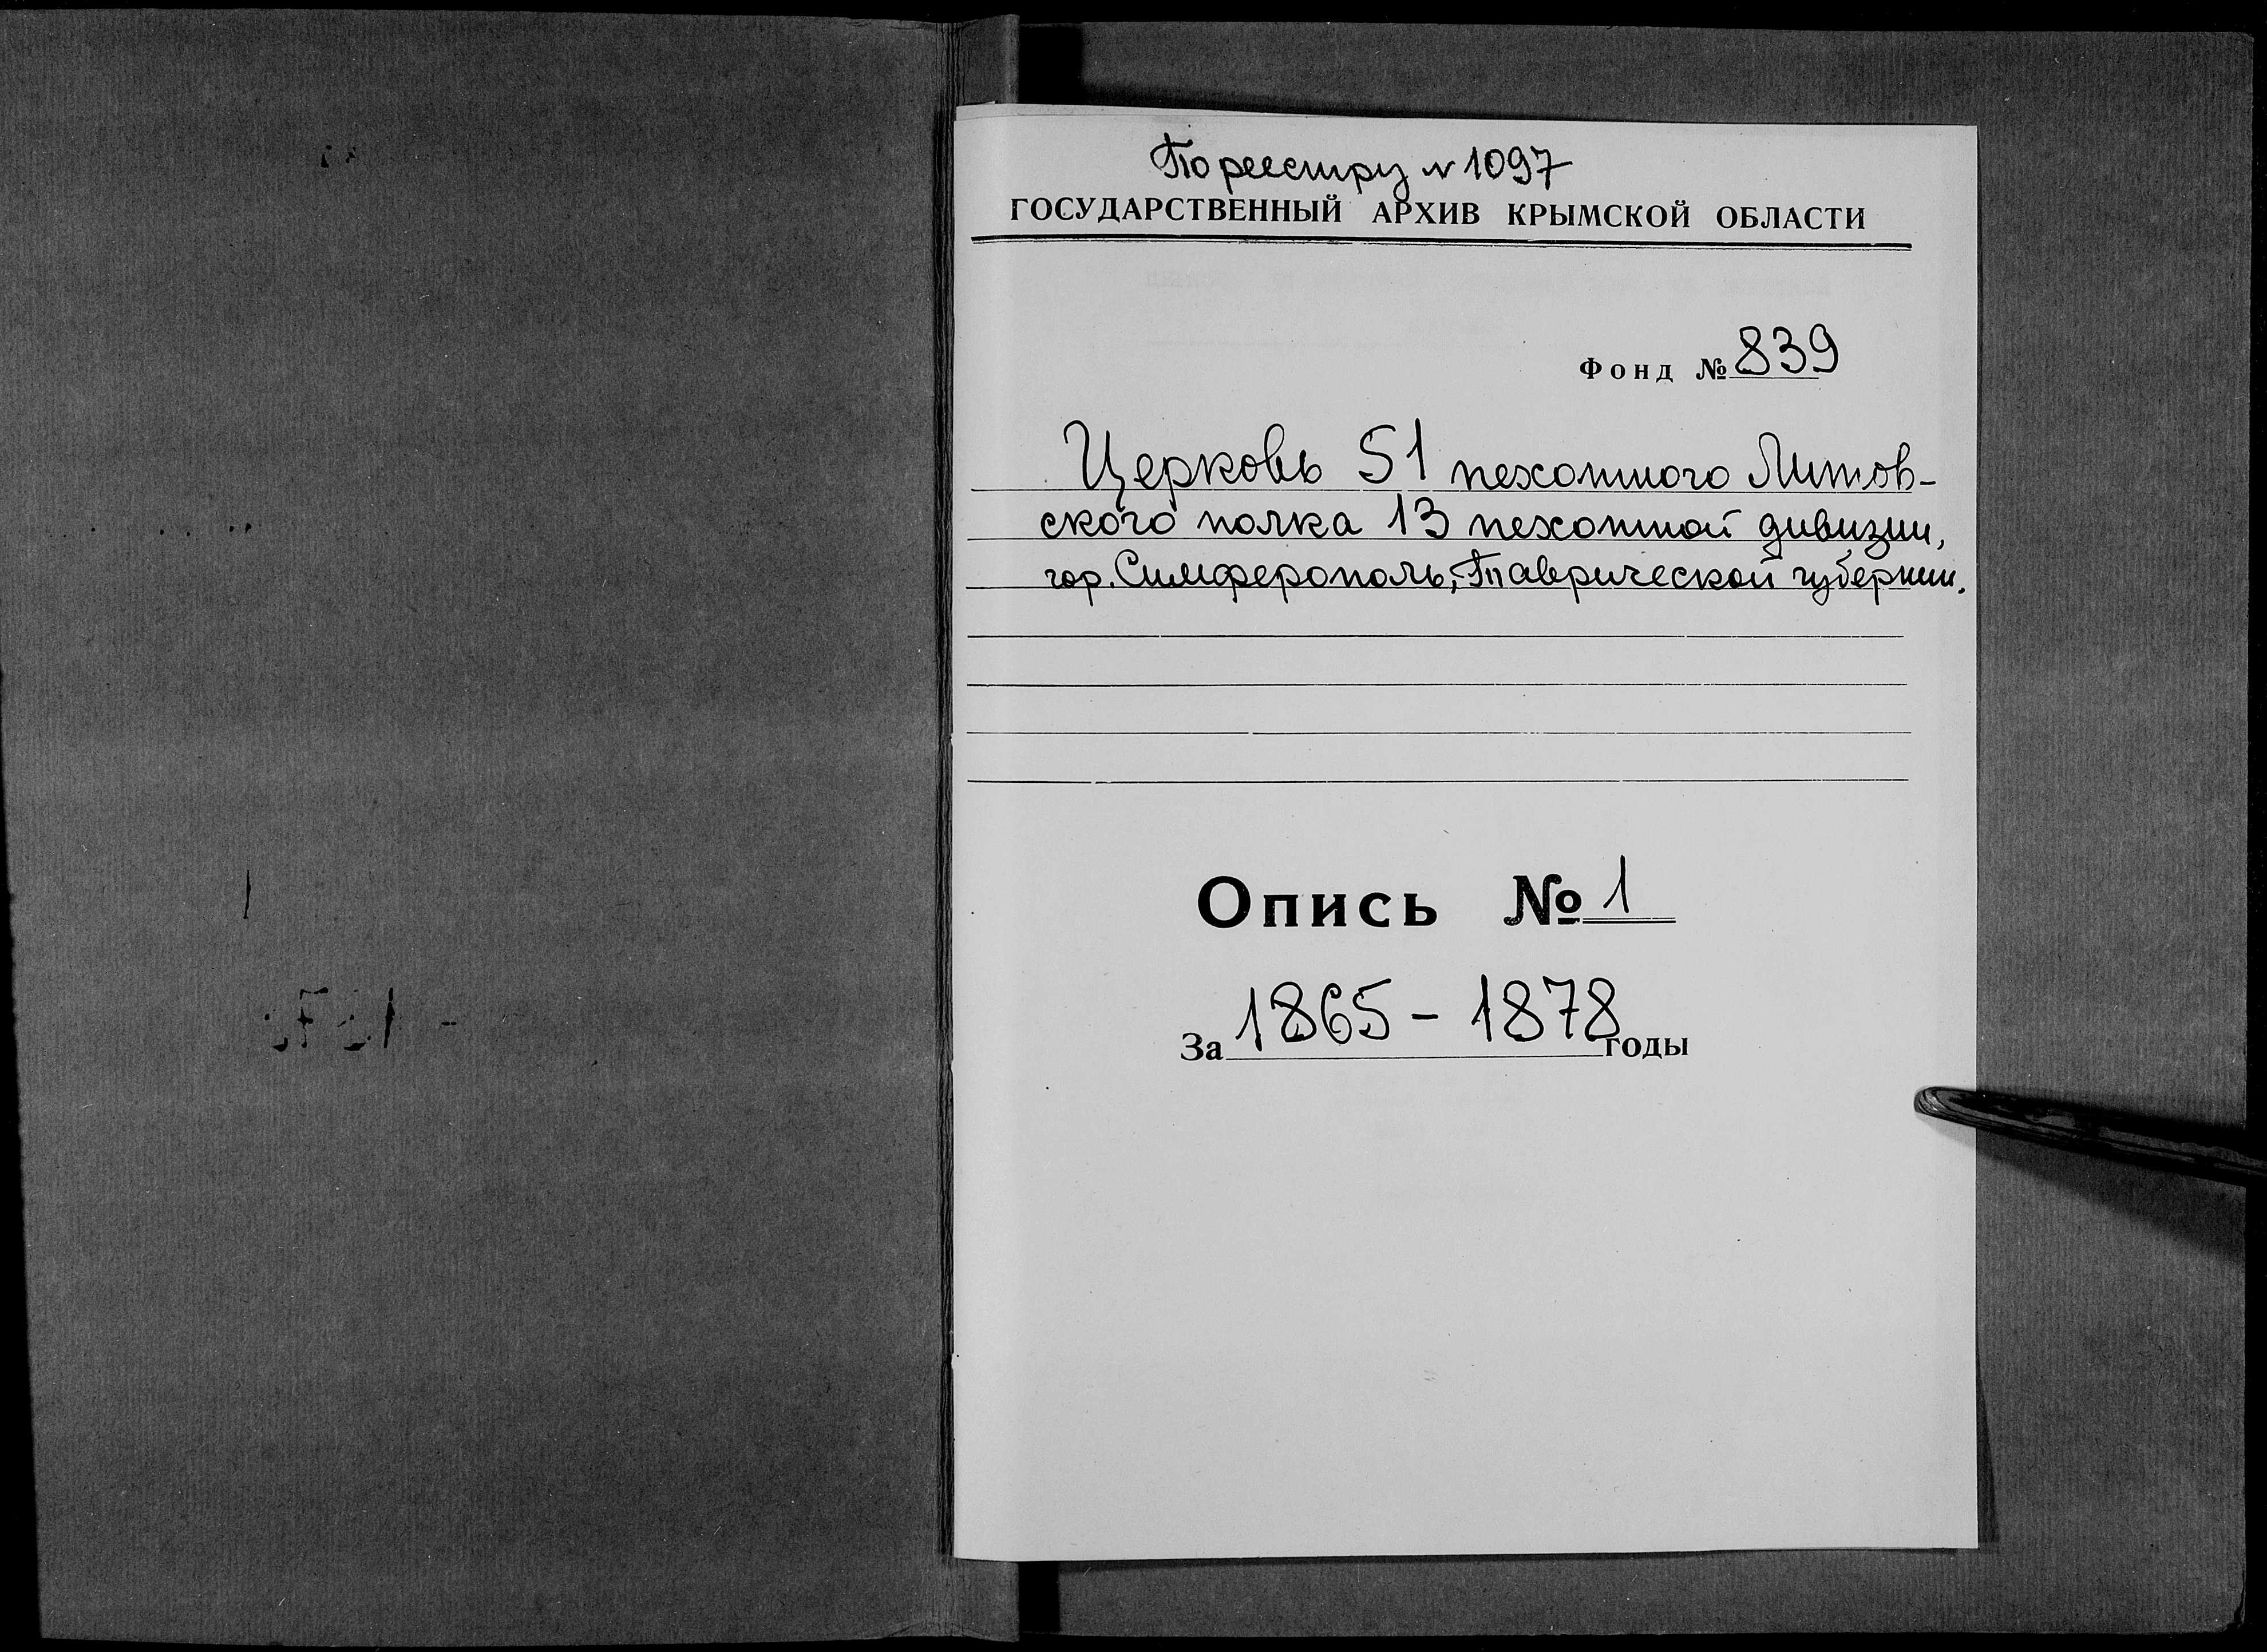 По реестру № 1097
ГОСУДАРСТВЕННЫЙ АРХИВ КРЫМСКОЙ ОБЛАСТИ
Фонд № 839
Церковь 51 пехотного Литов-
ского полка 13 пехотной дивизии,
гор. Симферополь, Таврической губернии.
Опись № 1
За 1865 - 1878 годы